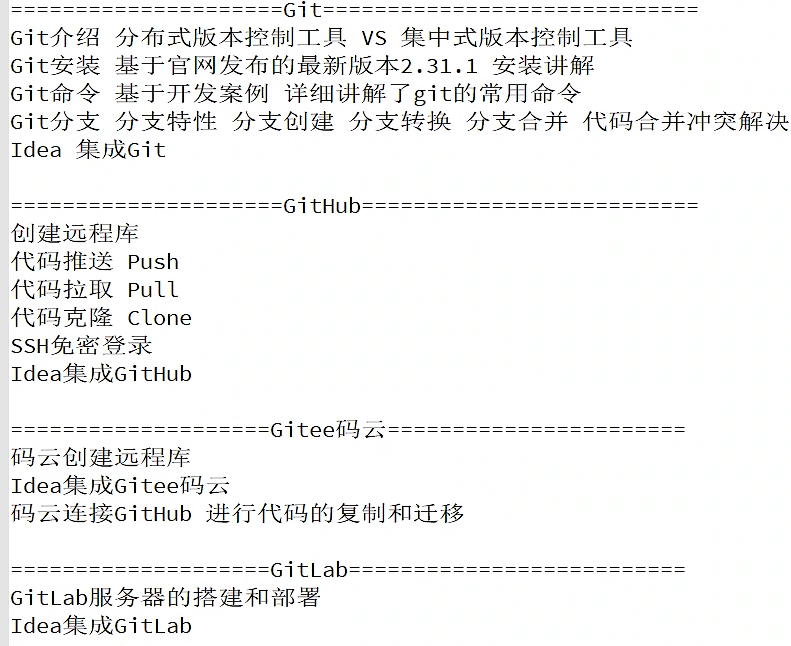 =====================Git=============================
Git介绍 分布式版本控制工具 VS 集中式版本控制工具
Git安装 基于官网发布的最新版本2.31.1 安装讲解
Git命令 基于开发案例 详细讲解了git的常用命令
Git分支 分支特性 分支创建 分支转换 分支合并 代码合并冲突解决
Idea 集成Git
=====================GitHub==========================
创建远程库
代码推送 Push
代码拉取 Pull
代码克隆 Clone
SSH免密登录
Idea集成GitHub
====================Gitee码云=======================
码云创建远程库
Idea集成Gitee码云
码云连接GitHub 进行代码的复制和迁移
====================GitLab==========================
GitLab服务器的搭建和部署
Idea集成GitLab